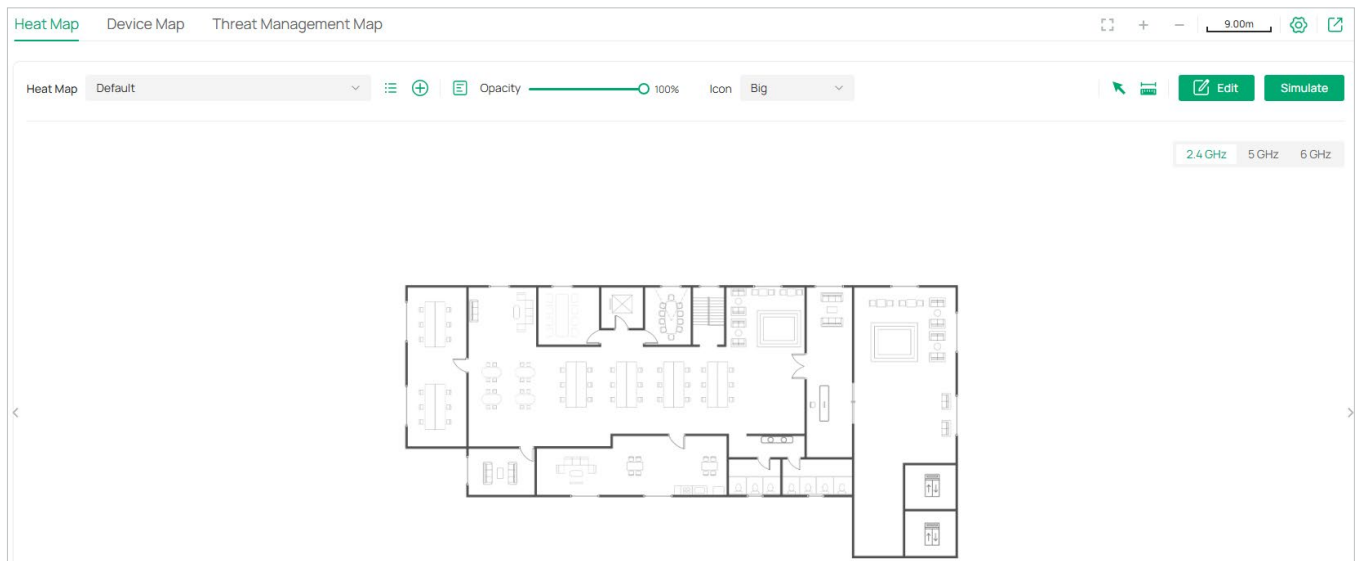 Heat Map Device Map Threat Management Map 9.00m
Heat Map Default Opacity 100% Icon Big Edit Simulate
2.4 GHz 5 GHz 6 GHz